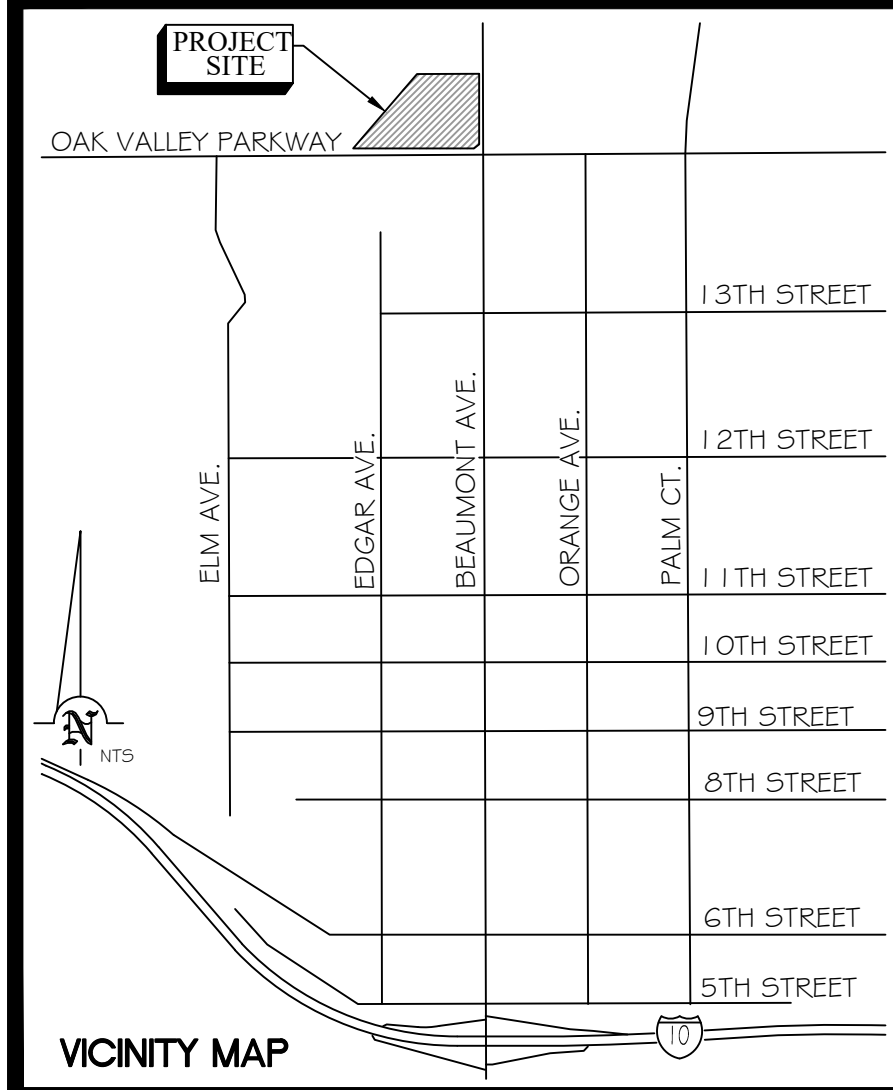 PROJECT
SITE
OAK VALLEY PARKWAY
13TH STREET
12TH STREET
ELM AVE.
EDGAR AVE.
BEAUMONT AVE.
ORANGE AVE.
PALM CT.
11TH STREET
10TH STREET
9TH STREET
N
NTS
8TH STREET
6TH STREET
5TH STREET
10
VICINITY MAP